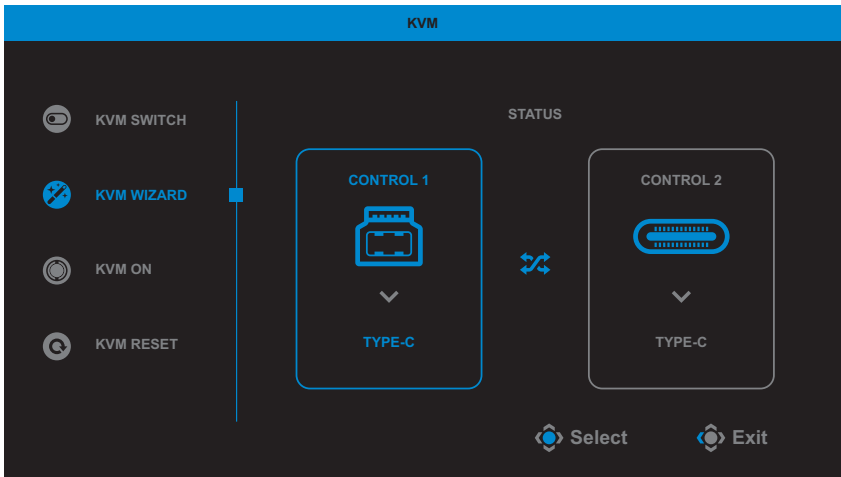 KVM
KVM SWITCH
KVM WIZARD
KVM ON
KVM RESET
STATUS
CONTROL 1
TYPE-C
CONTROL 2
TYPE-C
Select
Exit